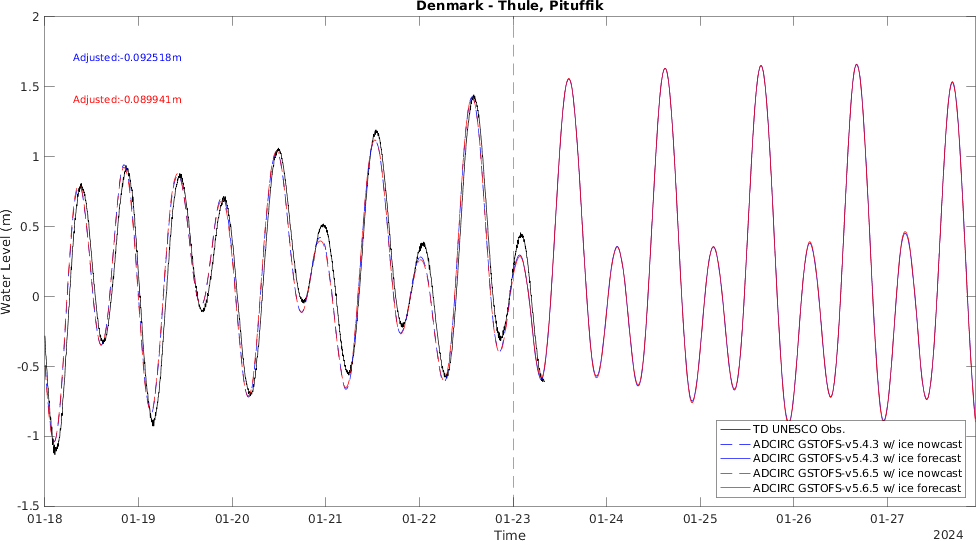 Denmark - Thule, Pituffik
Adjusted:-0.092518m
Adjusted:-0.089941m
Water Level (m)
2
1.5
1
0.5
0
-0.5
-1
-1.5
TD UNESCO Obs.
ADCIRC GSTOFS-v5.4.3 w/ ice nowcast
ADCIRC GSTOFS-v5.4.3 w/ ice forecast
ADCIRC GSTOFS-v5.6.5 w/ ice nowcast
ADCIRC GSTOFS-v5.6.5 w/ ice forecast
01-18 01-19 01-20 01-21 01-22 01-23 01-24 01-25 01-26 01-27
Time
2024